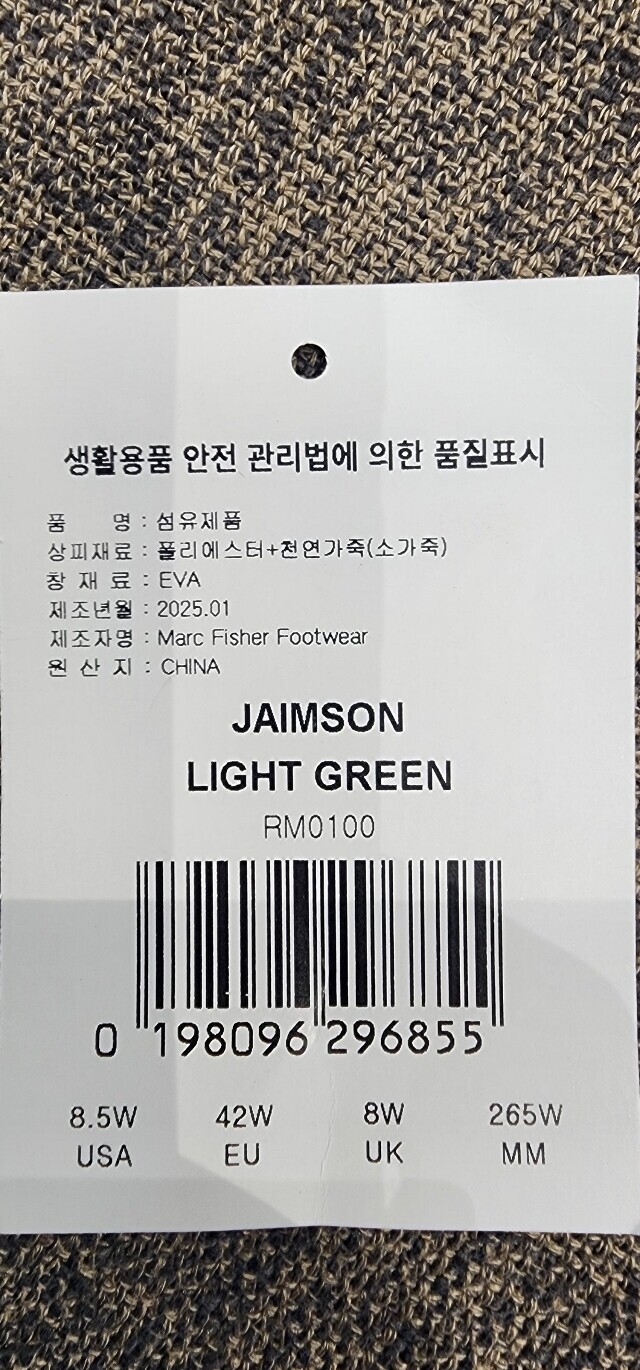 생활용품 안전 관리법에 의한 품질표시
품 명 : 섬유제품
상피재료 : 폴리에스터+천연가죽(소가죽)
창 재 료 : EVA
제조년월 : 2025.01
제조자명 : Marc Fisher Footwear
원 산 지 : CHINA
JAIMSON
LIGHT GREEN
RM0100
0 198096 296855
8.5W 42W 8W 265W
USA EU UK MM